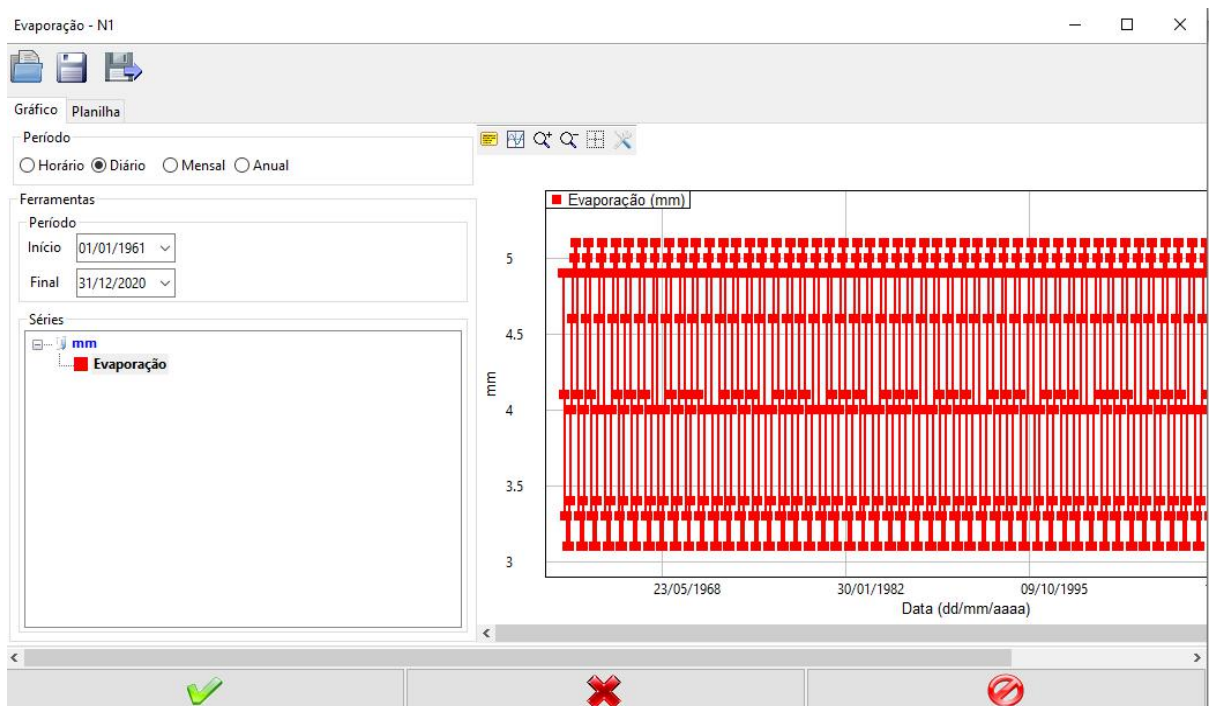 Evaporação - N1
Gráfico Planilha
Período
Horário Diário Mensal Anual
Ferramentas
Período
Início 01/01/1961
Final 31/12/2020
Séries
mm
Evaporação
Evaporação (mm)
5
4.5
4
3.5
3
mm
23/05/1968 30/01/1982 09/10/1995
Data (dd/mm/aaaa)